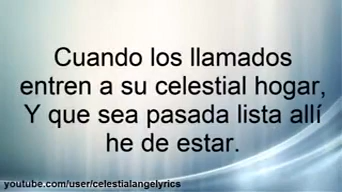 Cuando los llamados
entren a su celestial hogar,
Y que sea pasada lista allí
he de estar.
youtube.com/user/celestialangelyrics